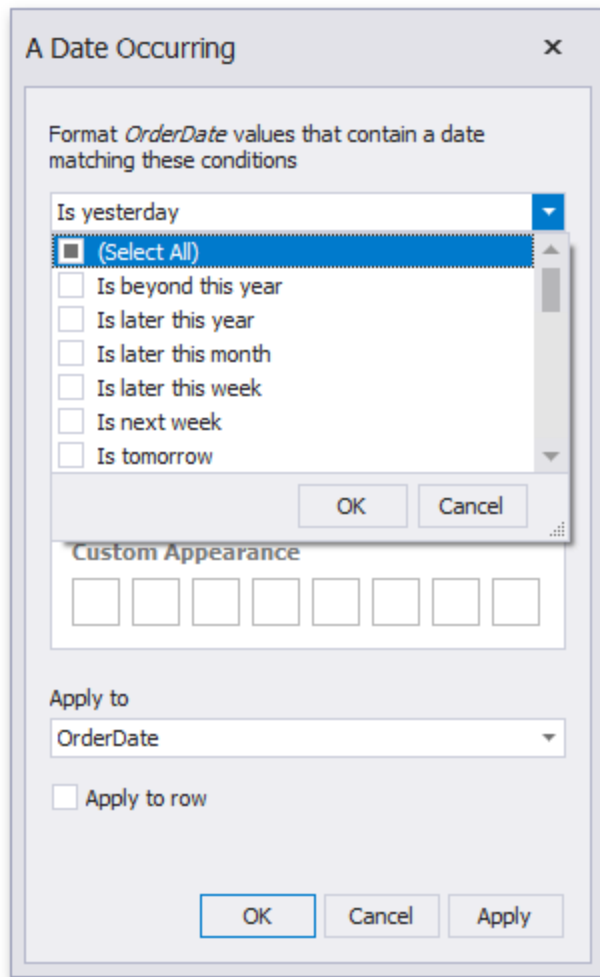 A Date Occurring
Format OrderDate values that contain a date
matching these conditions
Is yesterday
(Select All)
Is beyond this year
Is later this year
Is later this month
Is later this week
Is next week
Is tomorrow
OK Cancel
Custom Appearance
Apply to
OrderDate
Apply to row
OK Cancel Apply